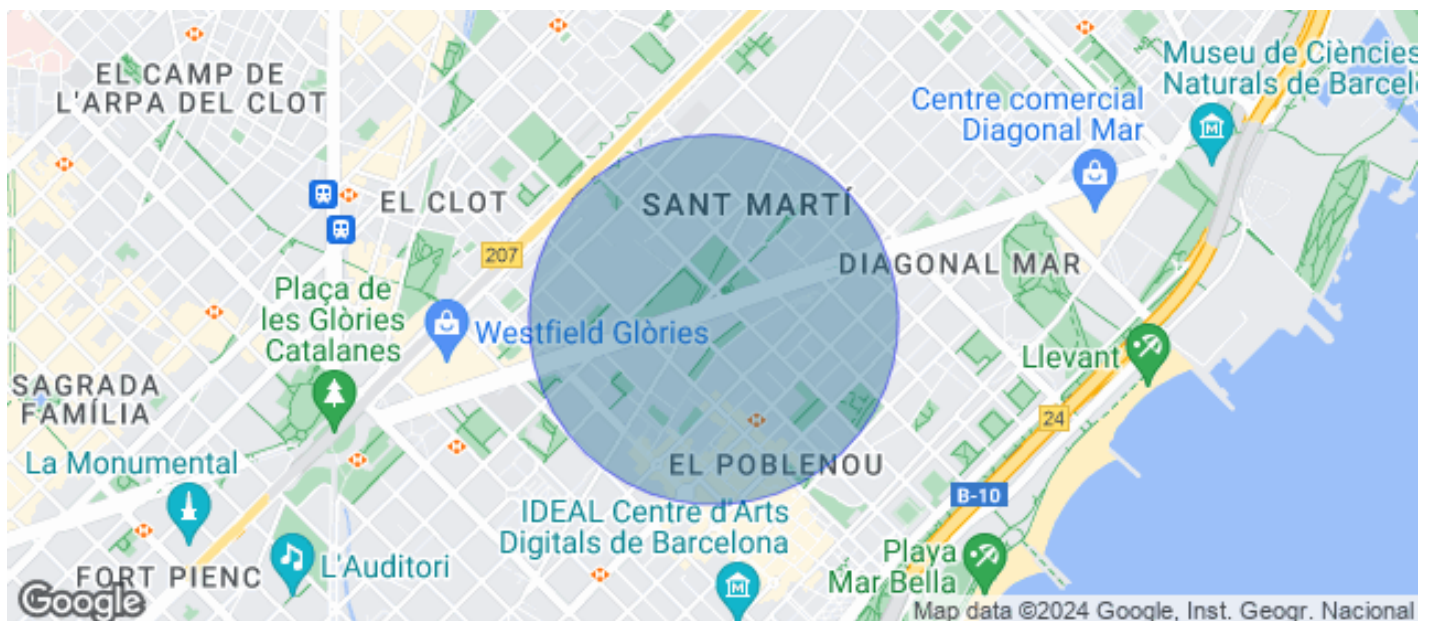 Museu de Ciències
Naturals de Barcel
EL CAMP DE
L'ARPA DEL CLOT
Centre comercial
Diagonal Mar
EL CLOT
SANT MARTÍ
207
DIAGONAL MAR
Plaça de
les Glòries
Catalanes
Westfield Glòries
Llevant
SAGRADA
FAMÍLIA
24
La Monumental
EL POBLENOU
B-10
IDEAL Centre d'Arts
Digitals de Barcelona
Playa
Mar Bella
L'Auditori
FORT PIENC
Google
Map data ©2024 Google, Inst. Geogr. Nacional